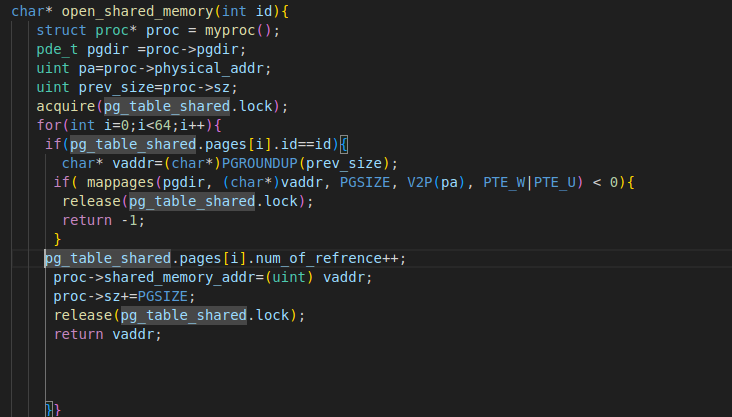 char* open_shared_memory(int id){
struct proc* proc = myproc();
pde_t pgdir =proc->pgdir;
uint pa=proc->physical_addr;
uint prev_size=proc->sz;
acquire(pg_table_shared.lock);
for(int i=0;i<64;i++){
if(pg_table_shared.pages[i].id==id){
char* vaddr=(char*)PGROUNDUP(prev_size);
if( mappages(pgdir, (char*)vaddr, PGSIZE, V2P(pa), PTE_W|PTE_U) < 0){
release(pg_table_shared.lock);
return -1;
}
pg_table_shared.pages[i].num_of_refrence++;
proc->shared_memory_addr=(uint) vaddr;
proc->sz+=PGSIZE;
release(pg_table_shared.lock);
return vaddr;
}}